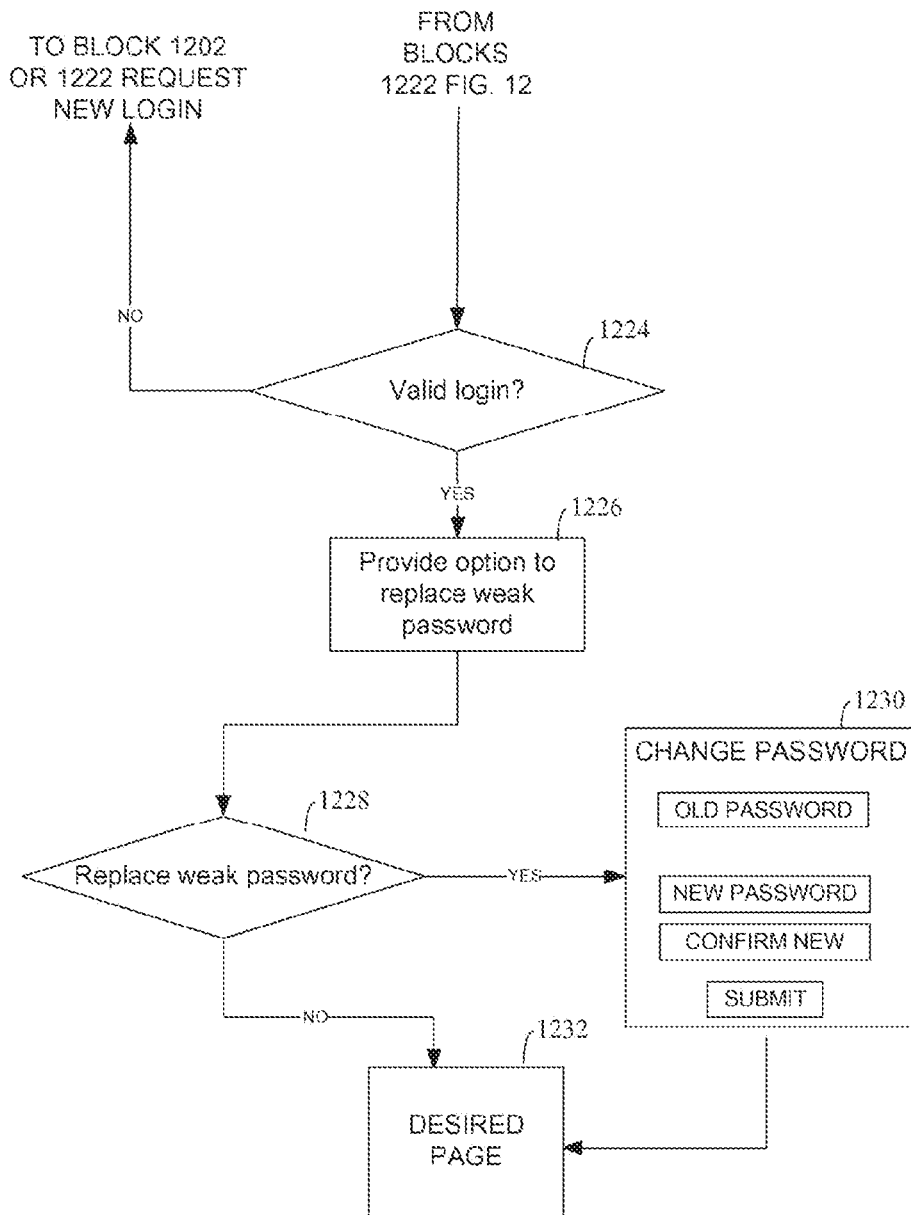 TO BLOCK 1202
OR 1222 REQUEST
NEW LOGIN
FROM
BLOCKS
1222 FIG. 12
NO
1224
Valid login?
YES
1226
Provide option to
replace weak
password
1228
Replace weak password?
YES
1230
CHANGE PASSWORD
OLD PASSWORD
NEW PASSWORD
CONFIRM NEW
SUBMIT
NO
1232
DESIRED
PAGE